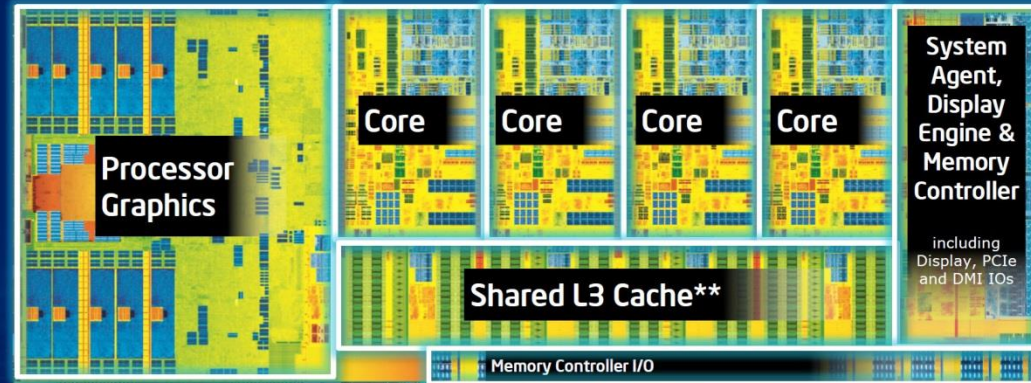 Processor
Graphics
Core
Core
Core
Core
System
Agent,
Display
Engine &
Memory
Controller
including
Display, PCIe
and DMI IOs
Shared L3 Cache**
Memory Controller I/O